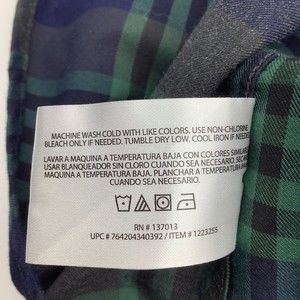 MACHINE WASH COLD WITH LIKE COLORS. USE NON-CHLORINE
BLEACH ONLY IF NEEDED. TUMBLE DRY LOW. COOL IRON IF NEEDED.
LAVAR A MAQUINA A TEMPERATURA BAJA CON COLORES SIMILARES.
USAR BLANQUEADOR SIN CLORO CUANDO SEA NECESARIO.
SECAR A MAQUINA A TEMPERATURA BAJA. PLANCHAR A TEMPERATURA BAJA
CUANDO SEA NECESARIO.
RN # 137013
UPC # 764204340392 / ITEM # 1223255